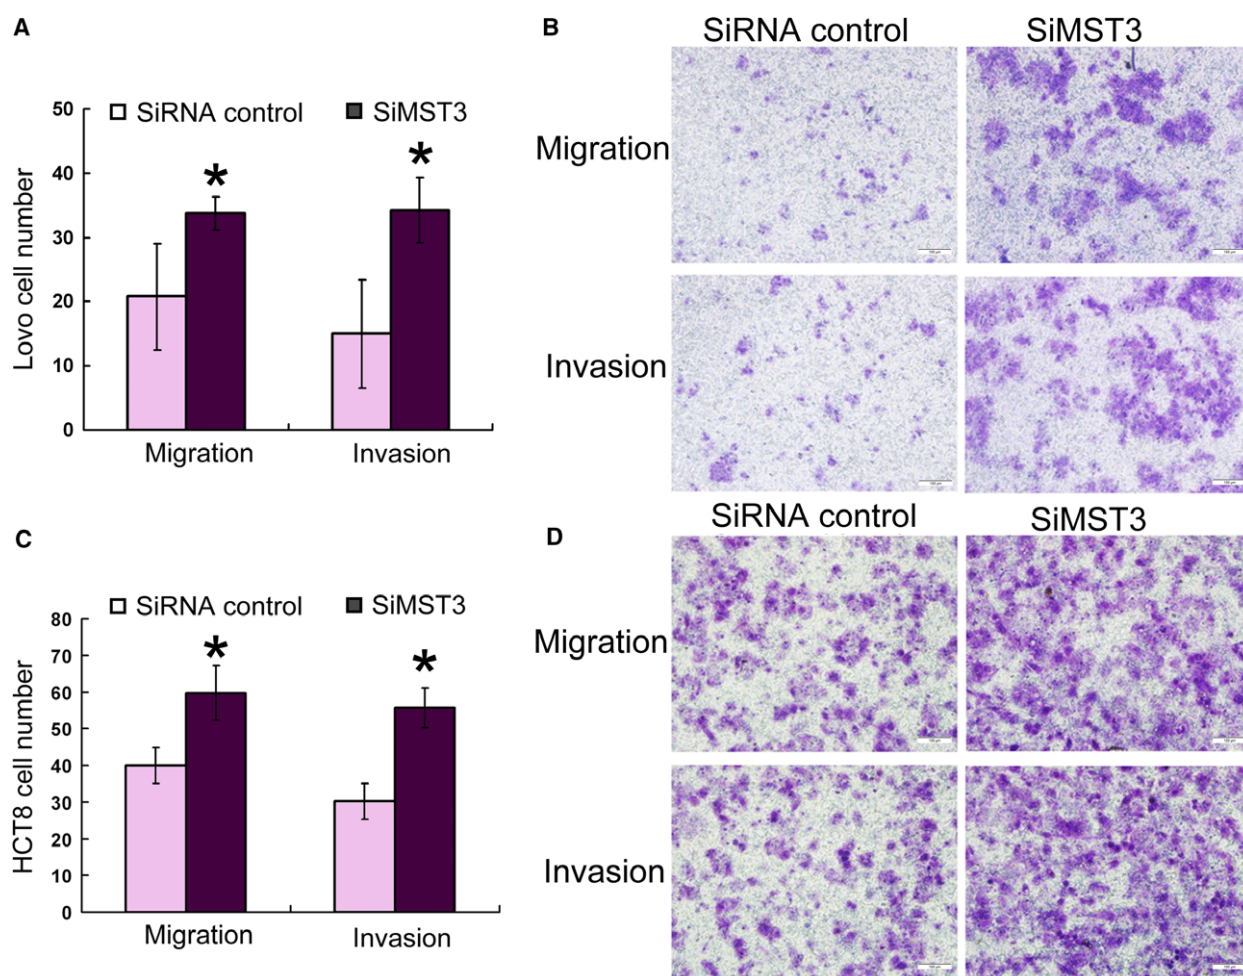 A
SiRNA control SiMST3
Lovo cell number
50
40
30
20
10
0
Migration Invasion
B
SiRNA control SiMST3
Migration
Invasion
C
SiRNA control SiMST3
HCT8 cell number
80
70
60
50
40
30
20
10
0
Migration Invasion
D
SiRNA control SiMST3
Migration
Invasion